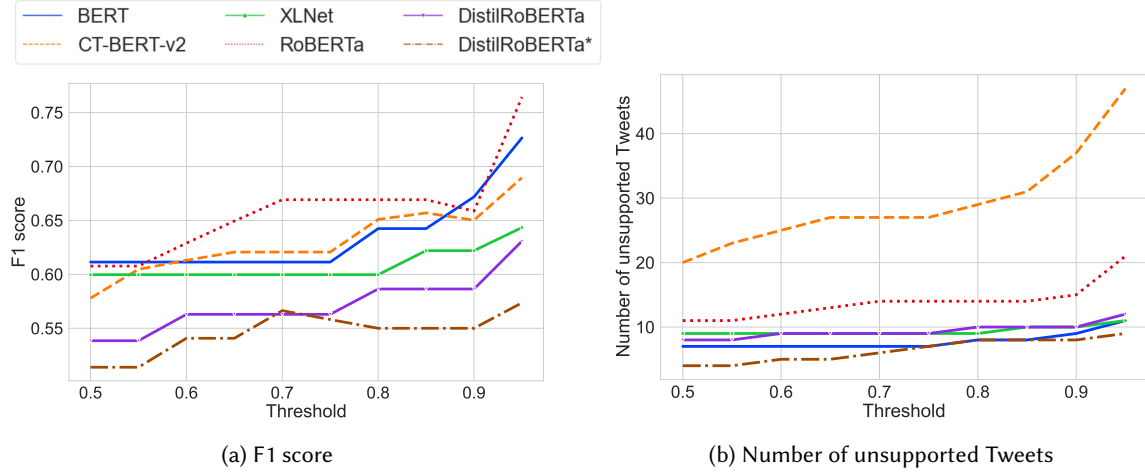 BERT XLNet DistilRoBERTa
CT-BERT-v2 RoBERTa DistilRoBERTa*
F1 score
0.75
0.70
0.65
0.60
0.55
0.5 0.6 0.7 0.8 0.9
Threshold
(a) F1 score
Number of unsupported Tweets
40
30
20
10
0.5 0.6 0.7 0.8 0.9
Threshold
(b) Number of unsupported Tweets